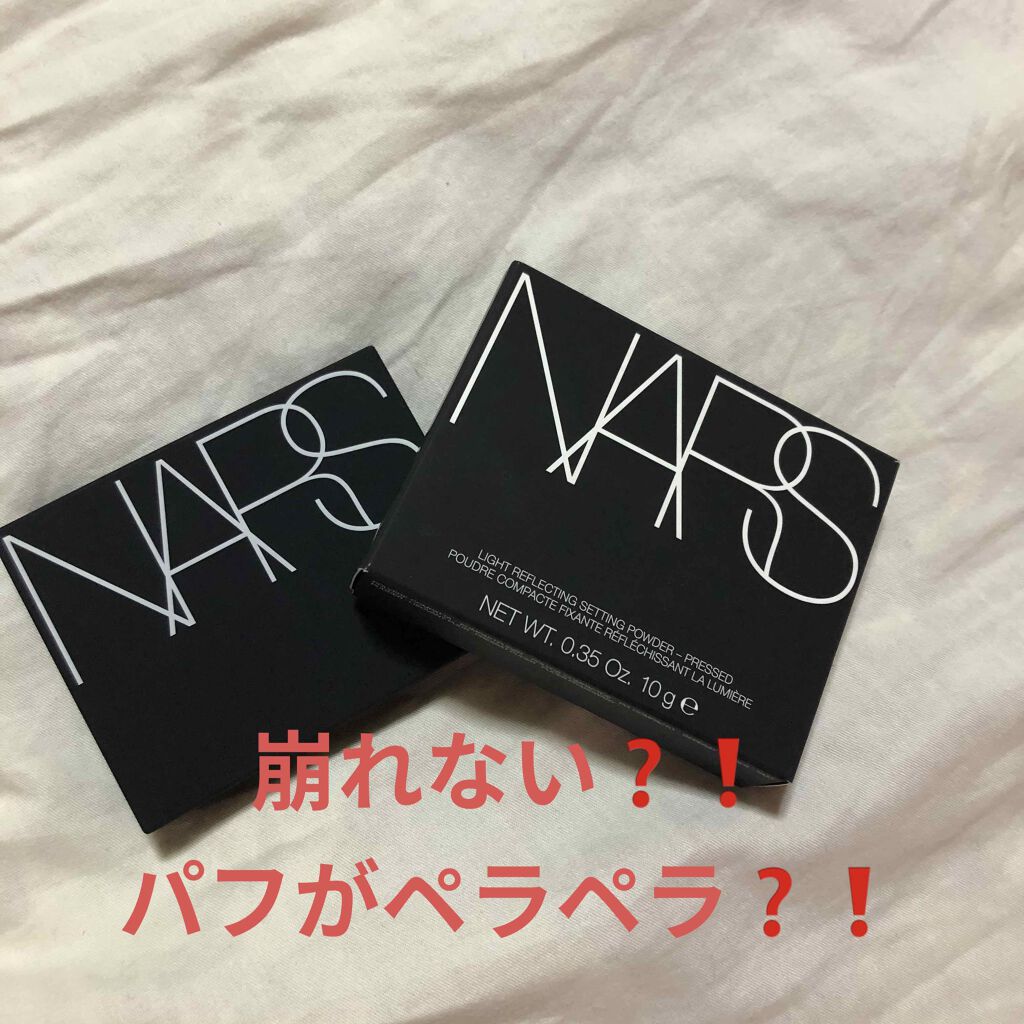 NARS
NARS
LIGHT REFLECTING SETTING POWDER – PRESSED
POUDRE COMPACTE FIXANTE RÉFLÉCHISSANT LA LUMIÈRE
NET WT. 0.35 Oz. 10 g ℮
崩れない❓❗
パフがペラペラ❓❗